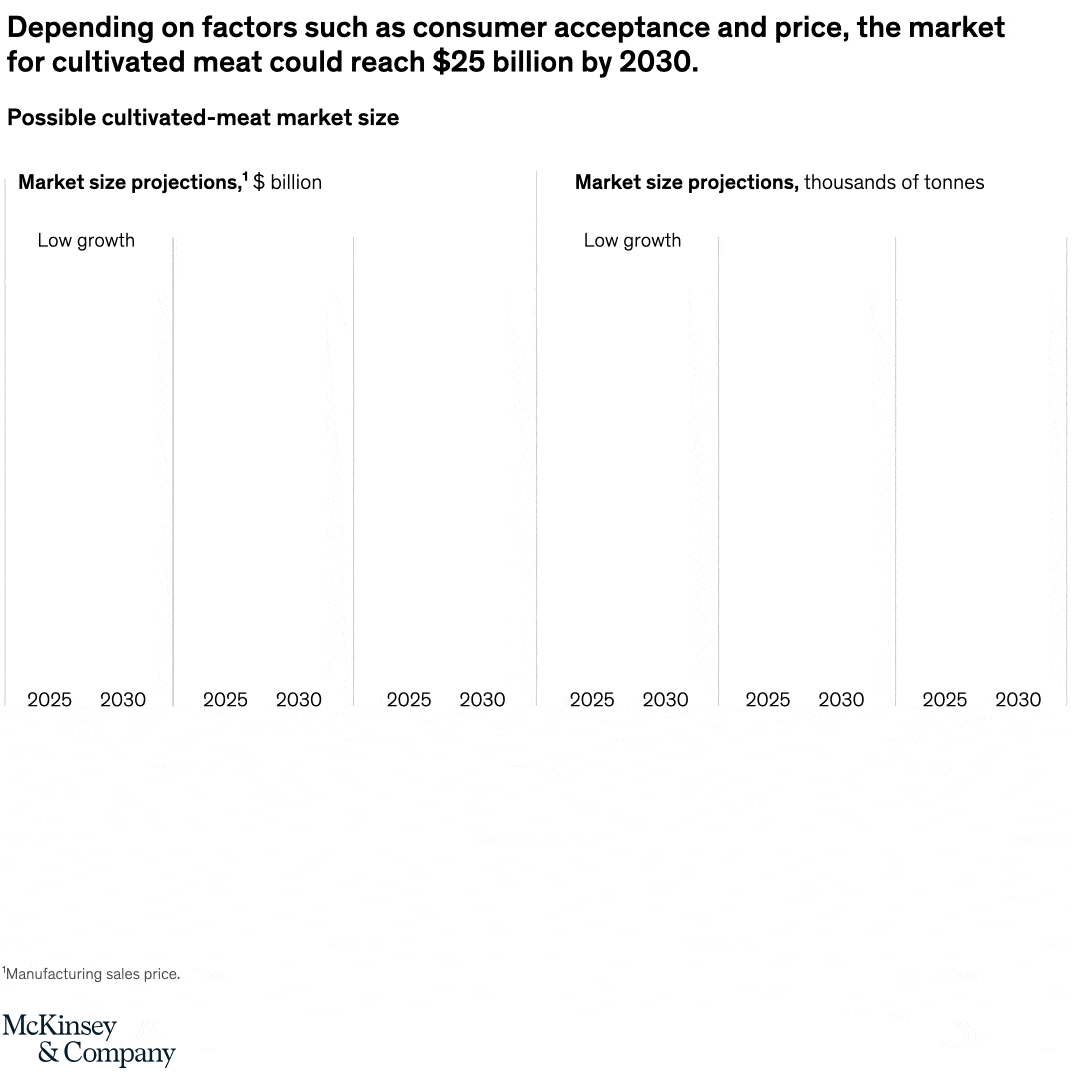 Depending on factors such as consumer acceptance and price, the market
for cultivated meat could reach $25 billion by 2030.
Possible cultivated-meat market size
Market size projections,¹ $ billion
Low growth
2025 2030 2025 2030 2025 2030
Market size projections, thousands of tonnes
Low growth
2025 2030 2025 2030 2025 2030
¹Manufacturing sales price.
McKinsey
& Company